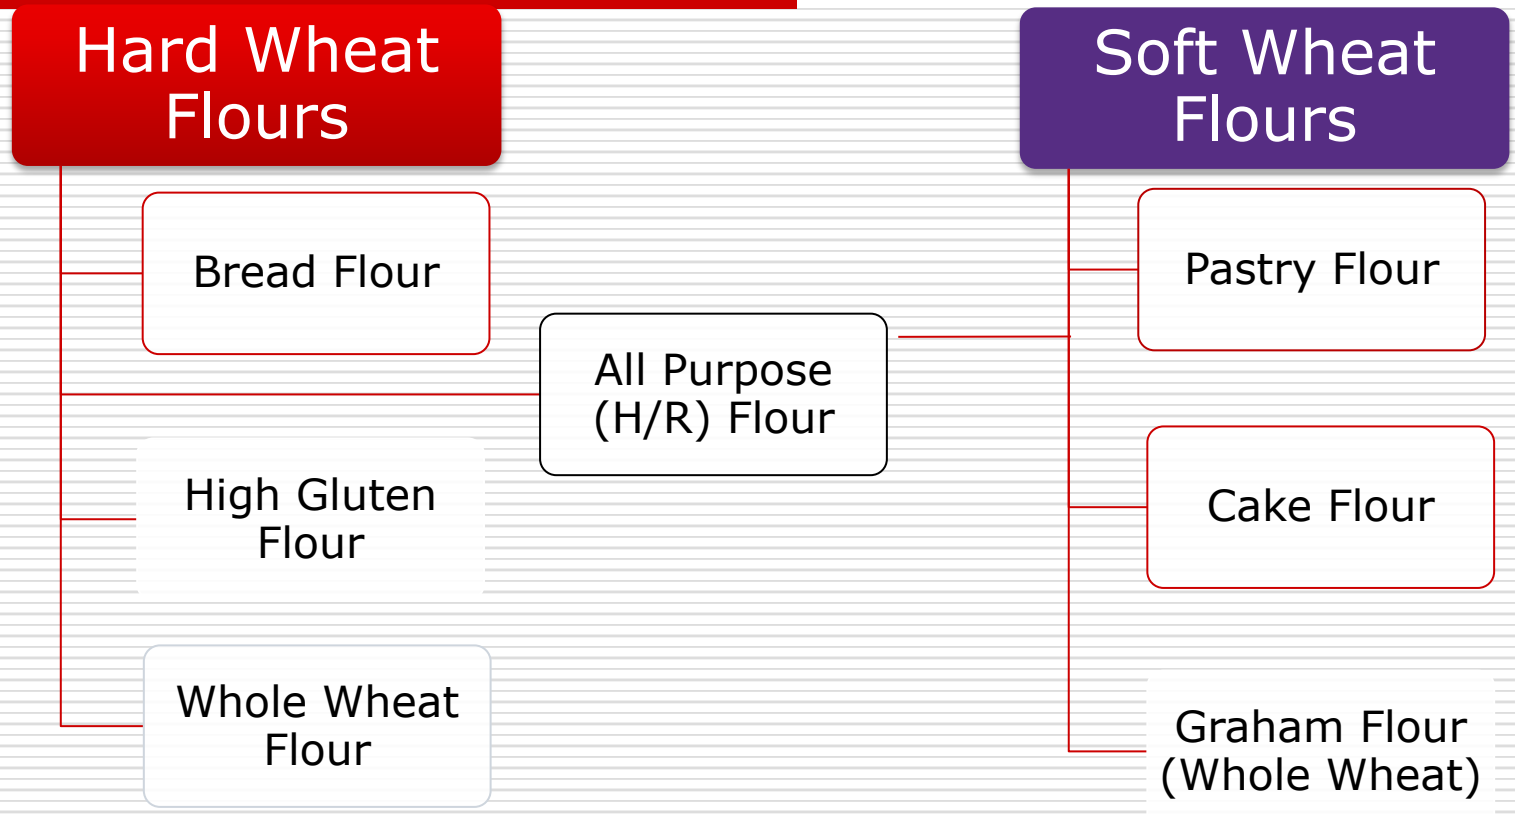 Hard Wheat
Flours
Soft Wheat
Flours
Bread Flour
Pastry Flour
All Purpose
(H/R) Flour
High Gluten
Flour
Cake Flour
Whole Wheat
Flour
Graham Flour
(Whole Wheat)